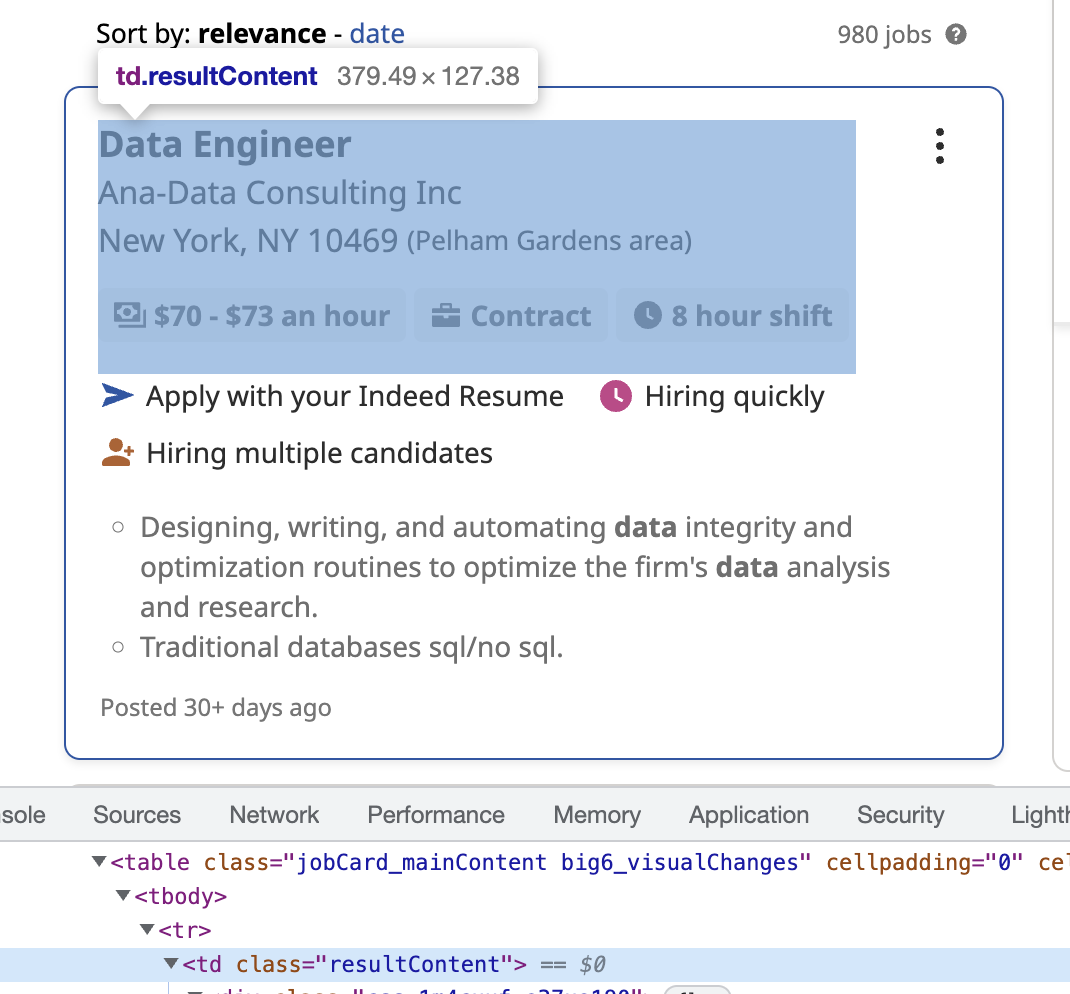 Sort by: relevance - date
980 jobs ?
td.resultContent 379.49 × 127.38
Data Engineer
Ana-Data Consulting Inc
New York, NY 10469 (Pelham Gardens area)
$70 - $73 an hour
Contract
8 hour shift
Apply with your Indeed Resume
Hiring quickly
Hiring multiple candidates
Designing, writing, and automating data integrity and
optimization routines to optimize the firm's data analysis
and research.
Traditional databases sql/no sql.
Posted 30+ days ago
sole Sources Network Performance Memory Application Security Light
<table class="jobCard_mainContent big6_visualChanges" cellpadding="0" cel
<tbody>
<tr>
<td class="resultContent"> == $0